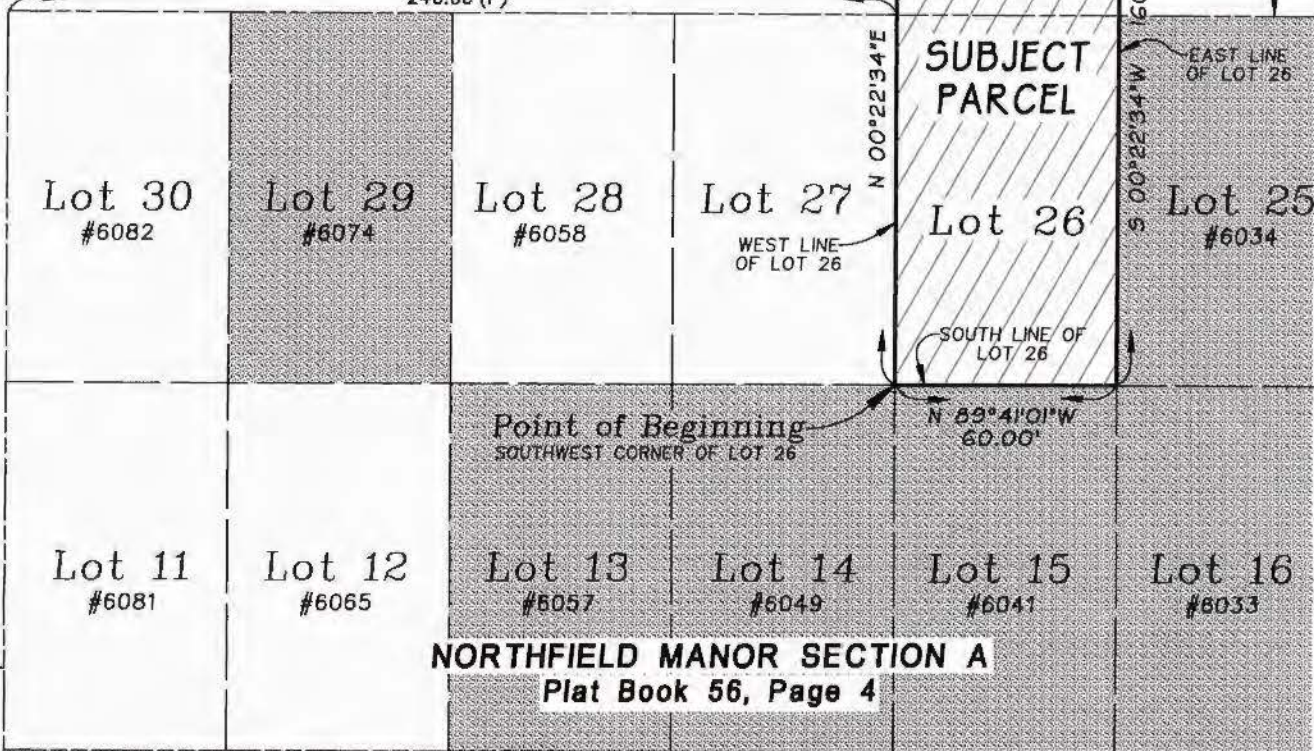 SUBJECT
PARCEL
N 00°22'34"E
S 00°22'34"W
EAST LINE
OF LOT 26
Lot 30
#6082
Lot 29
#6074
Lot 28
#6058
Lot 27
WEST LINE
OF LOT 26
Lot 26
Lot 25
#6034
SOUTH LINE OF
LOT 26
Point of Beginning
SOUTHWEST CORNER OF LOT 26
N 89°41'01"W
60.00'
Lot 11
#6081
Lot 12
#6065
Lot 13
#6057
Lot 14
#6049
Lot 15
#6041
Lot 16
#6033
NORTHFIELD MANOR SECTION A
Plat Book 56, Page 4